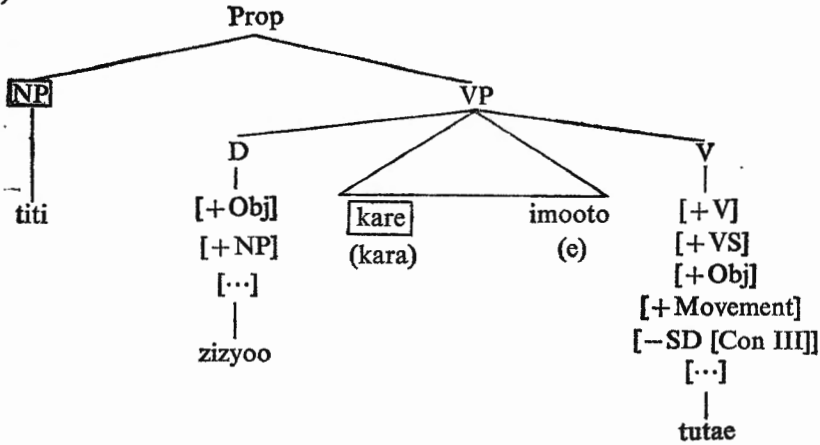 )
Prop
NP VP
D V
titi [+Obj] kare imooto [+V]
[+NP] (kara) (e) [+VS]
[···] [+Obj]
zizyoo [+Movement]
[−SD [Con III]]
[···]
tutae